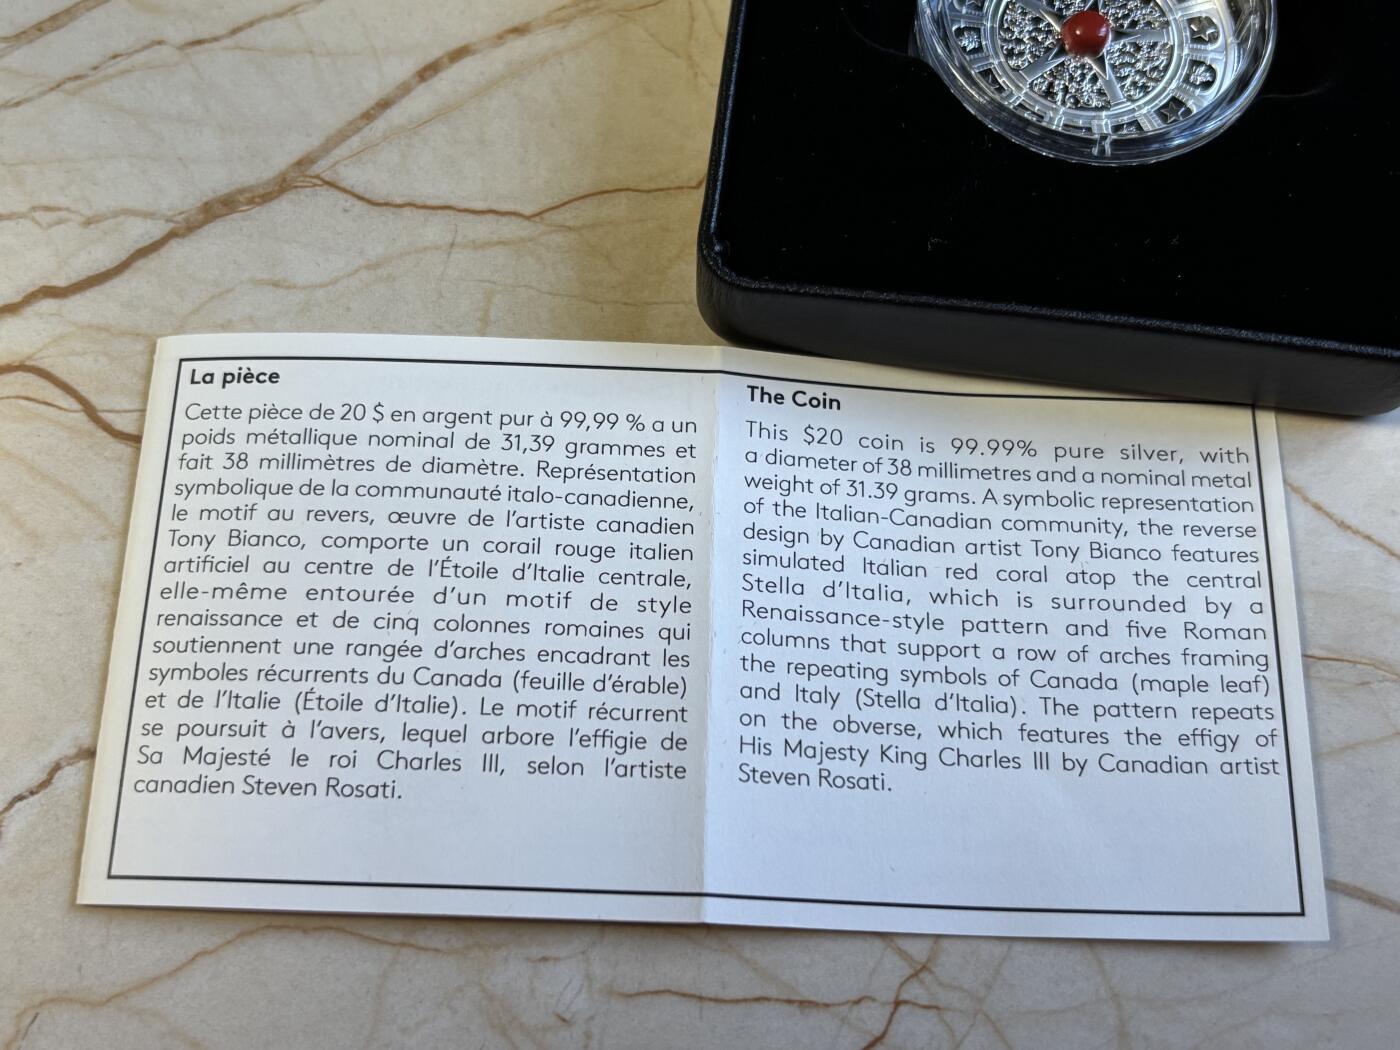 La pièce
Cette pièce de 20 $ en argent pur à 99,99 % a un
poids métallique nominal de 31,39 grammes et
fait 38 millimètres de diamètre. Représentation
symbolique de la communauté italo-canadienne,
le motif au revers, œuvre de l'artiste canadien
Tony Bianco, comporte un corail rouge italien
artificiel au centre de l'Étoile d'Italie centrale,
elle-même entourée d'un motif de style
renaissance et de cinq colonnes romaines qui
soutiennent une rangée d'arches encadrant les
symboles récurrents du Canada (feuille d'érable)
et de l'Italie (Étoile d'Italie). Le motif récurrent
se poursuit à l'avers, lequel arbore l'effigie de
Sa Majesté le roi Charles III, selon l'artiste
canadien Steven Rosati.
The Coin
This $20 coin is 99.99% pure silver, with
a diameter of 38 millimetres and a nominal metal
weight of 31.39 grams. A symbolic representation
of the Italian-Canadian community, the reverse
design by Canadian artist Tony Bianco features
simulated Italian red coral atop the central
Stella d'Italia, which is surrounded by a
Renaissance-style pattern and five Roman
columns that support a row of arches framing
the repeating symbols of Canada (maple leaf)
and Italy (Stella d'Italia). The pattern repeats
on the obverse, which features the effigy of
His Majesty King Charles III by Canadian artist
Steven Rosati.